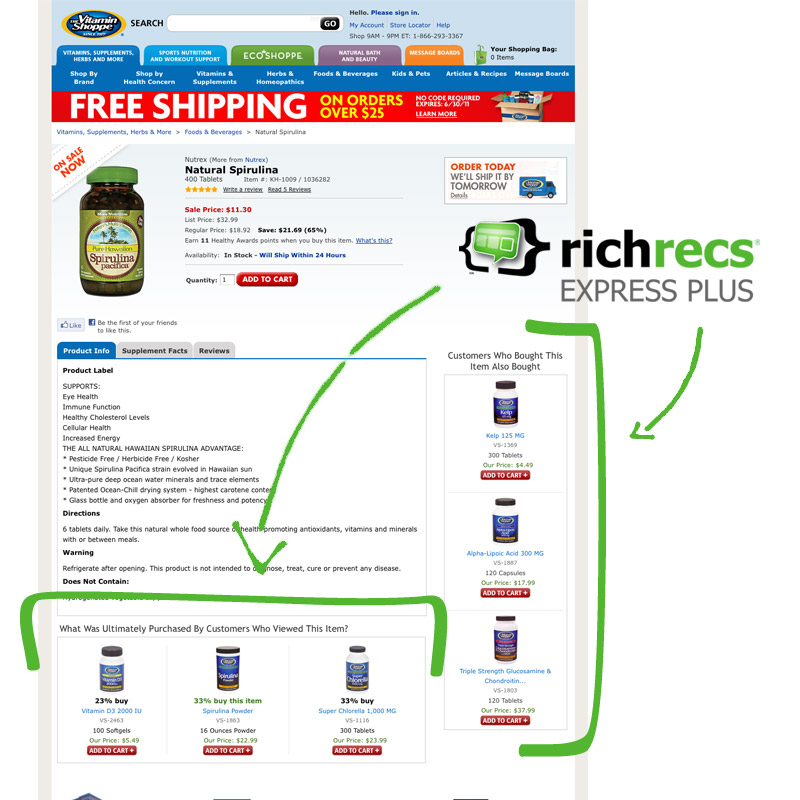 The Vitamin Shoppe
SEARCH
GO
Hello. Please sign in.
My Account Store Locator Help
Shop 9AM - 9PM ET: 1-866-293-3367
VITAMINS, SUPPLEMENTS, HERBS AND MORE
SPORTS NUTRITION AND WORKOUT SUPPORT
ECO SHOPPE
NATURAL BATH AND BEAUTY
MESSAGE BOARDS
Your Shopping Bag:
0 Items
Shop By Brand
Shop by Health Concern
Vitamins & Supplements
Herbs & Homeopathics
Foods & Beverages
Kids & Pets
Articles & Recipes
Message Boards
FREE SHIPPING
ON ORDERS OVER $25
NO CODE REQUIRED
EXPIRES: 6/30/11
LEARN MORE
Vitamins, Supplements, Herbs & More > Foods & Beverages > Natural Spirulina
ON SALE NOW
Nutrex (More from Nutrex)
Natural Spirulina
400 Tablets Item #: KH-1009 / 1036282
Write a review Read 5 Reviews
Pure Hawaiian
Spirulina
pacifica
Sale Price: $11.30
List Price: $32.99
Regular Price: $18.92 Save: $21.69 (65%)
Earn 11 Healthy Awards points when you buy this item. What's this?
Availability: In Stock - Will Ship Within 24 Hours
Quantity: 1 ADD TO CART
ORDER TODAY
WE'LL SHIP IT BY
TOMORROW
Details
richrecs®
EXPRESS PLUS
Like
Be the first of your friends
to like this.
Product Info Supplement Facts Reviews
Product Label
SUPPORTS:
Eye Health
Immune Function
Healthy Cholesterol Levels
Cellular Health
Increased Energy
THE ALL NATURAL HAWAIIAN SPIRULINA ADVANTAGE:
* Pesticide Free / Herbicide Free / Kosher
* Unique Spirulina Pacifica strain evolved in Hawaiian sun
* Ultra-pure deep ocean water minerals and trace elements
* Patented Ocean-Chill drying system - highest carotene content
* Glass bottle and oxygen absorber for freshness and potency
Directions
6 tablets daily. Take this natural whole food source of health promoting antioxidants, vitamins and minerals
with or between meals.
Warning
Refrigerate after opening. This product is not intended to diagnose, treat, cure or prevent any disease.
Does Not Contain:
What Was Ultimately Purchased By Customers Who Viewed This Item?
23% buy
Vitamin D3 2000 IU
VS-2463
100 Softgels
Our Price: $5.49
ADD TO CART +
33% buy this item
Spirulina Powder
VS-1863
16 Ounces Powder
Our Price: $22.99
ADD TO CART +
33% buy
Super Chlorella 1,000 MG
VS-1116
300 Tablets
Our Price: $23.99
ADD TO CART +
Customers Who Bought This
Item Also Bought
Kelp
Kelp 125 MG
VS-1369
300 Tablets
Our Price: $4.49
ADD TO CART +
Alpha-Lipoic Acid 300 MG
VS-1887
120 Capsules
Our Price: $17.99
ADD TO CART +
Triple Strength Glucosamine &
Chondroitin...
VS-1803
120 Tablets
Our Price: $37.99
ADD TO CART +